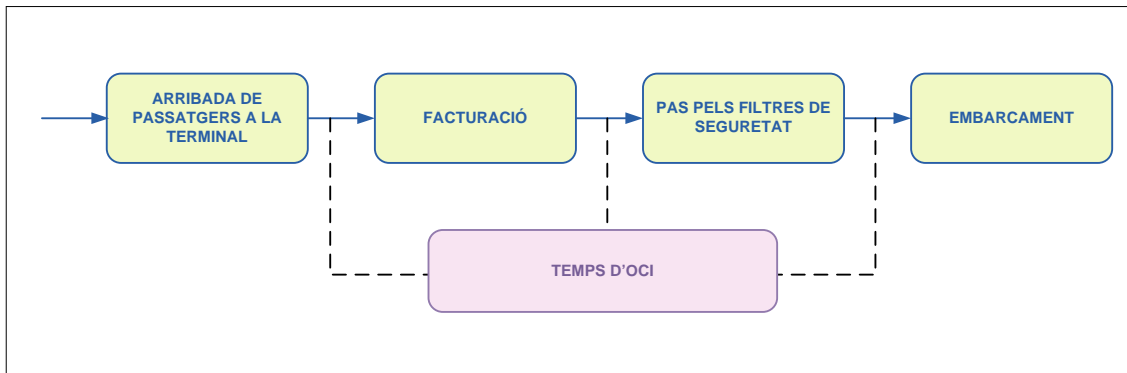 ARRIBADA DE
PASSATGERS A LA
TERMINAL
FACTURACIÓ
PAS PELS FILTRES DE
SEGURETAT
EMBARCAMENT
TEMPS D'OCI